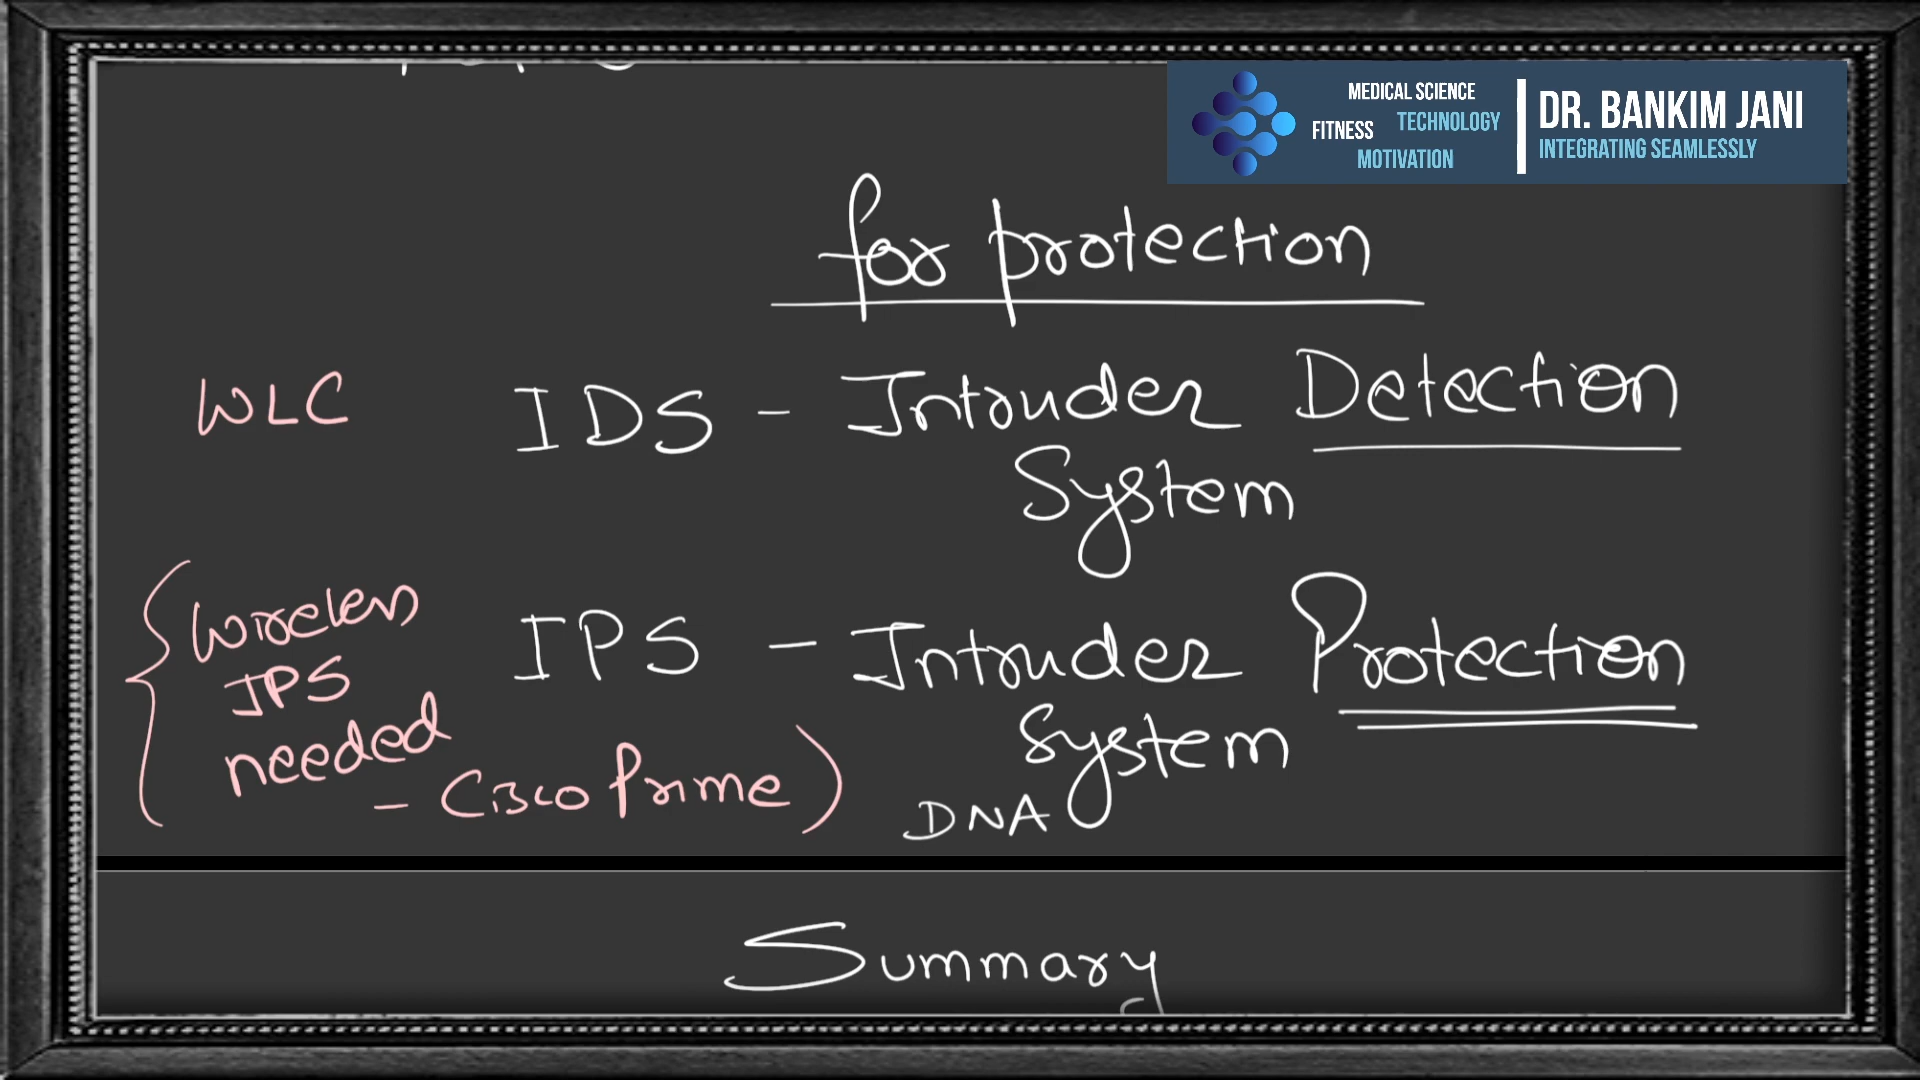 MEDICAL SCIENCE
FITNESS TECHNOLOGY
MOTIVATION
DR. BANKIM JANI
INTEGRATING SEAMLESSLY
for protection
WLC IDS - Intruder Detection
System
{ Wireless IPS - Intruder Protection
IPS System
needed
- Cisco Prime) DNA
Summary